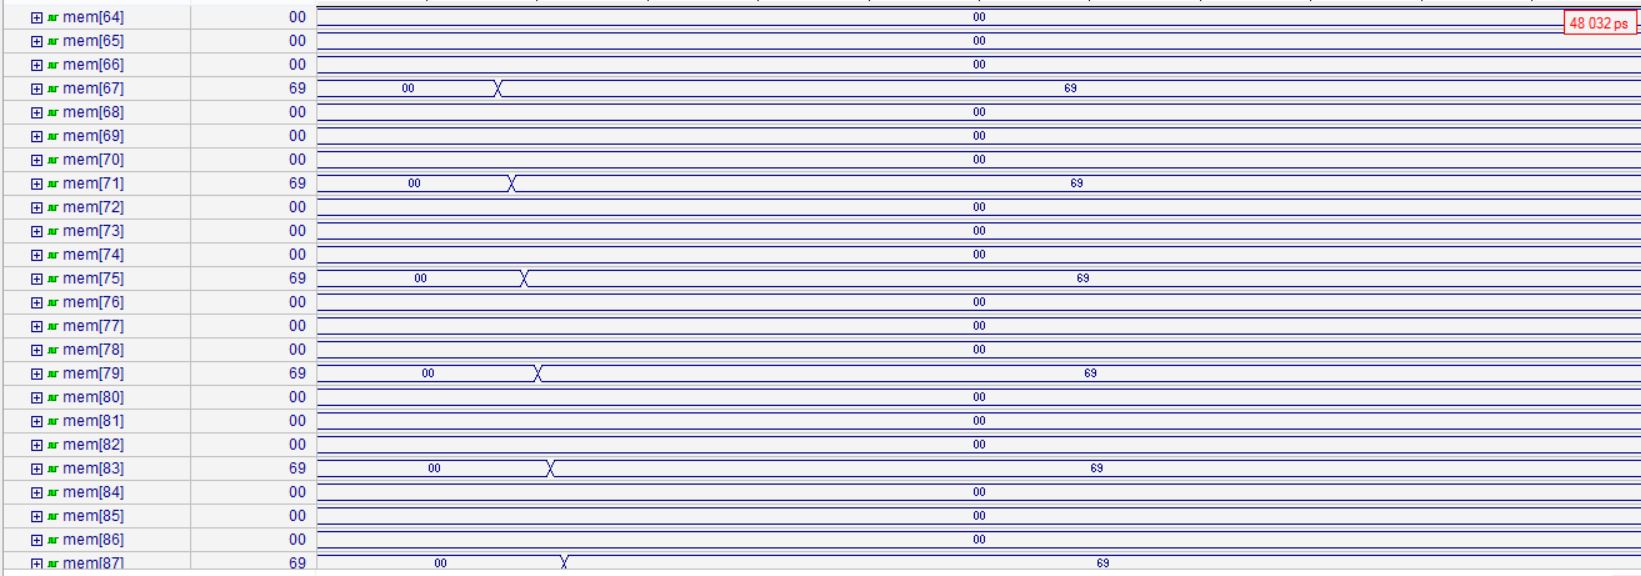 mem[64] 00 00 48 032 ps
mem[65] 00 00
mem[66] 00 00
mem[67] 69 00 69
mem[68] 00 00
mem[69] 00 00
mem[70] 00 00
mem[71] 69 00 69
mem[72] 00 00
mem[73] 00 00
mem[74] 00 00
mem[75] 69 00 69
mem[76] 00 00
mem[77] 00 00
mem[78] 00 00
mem[79] 69 00 69
mem[80] 00 00
mem[81] 00 00
mem[82] 00 00
mem[83] 69 00 69
mem[84] 00 00
mem[85] 00 00
mem[86] 00 00
mem[87] 69 00 69